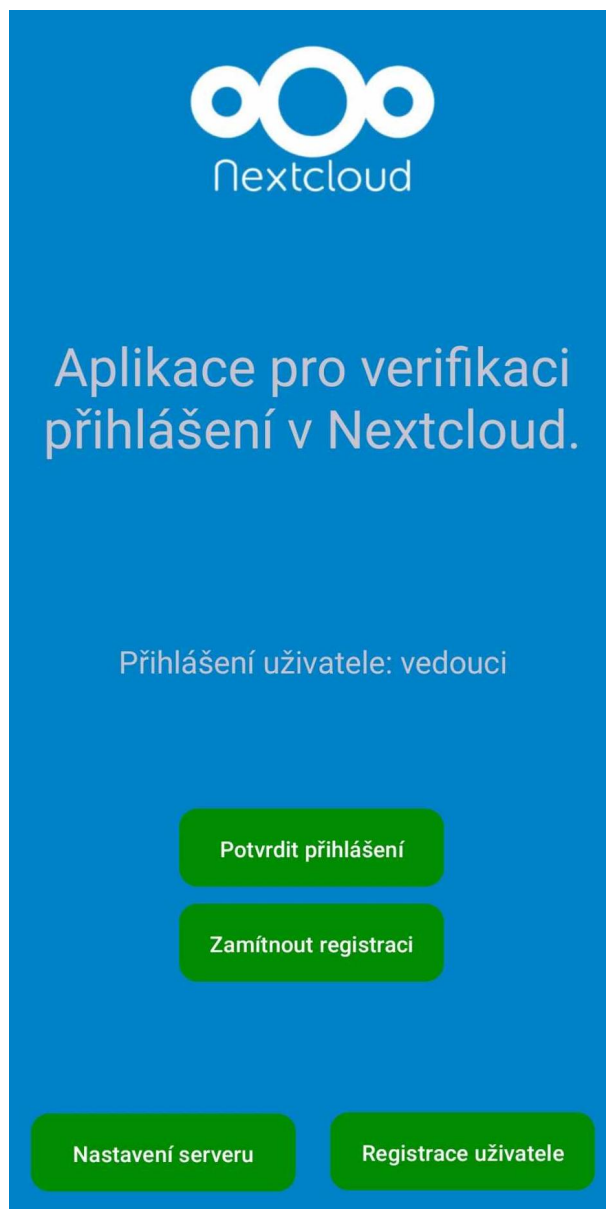 Nextcloud
Aplikace pro verifikaci
přihlášení v Nextcloud.
Přihlášení uživatele: vedouci
Potvrdit přihlášení
Zamítnout registraci
Nastavení serveru
Registrace uživatele